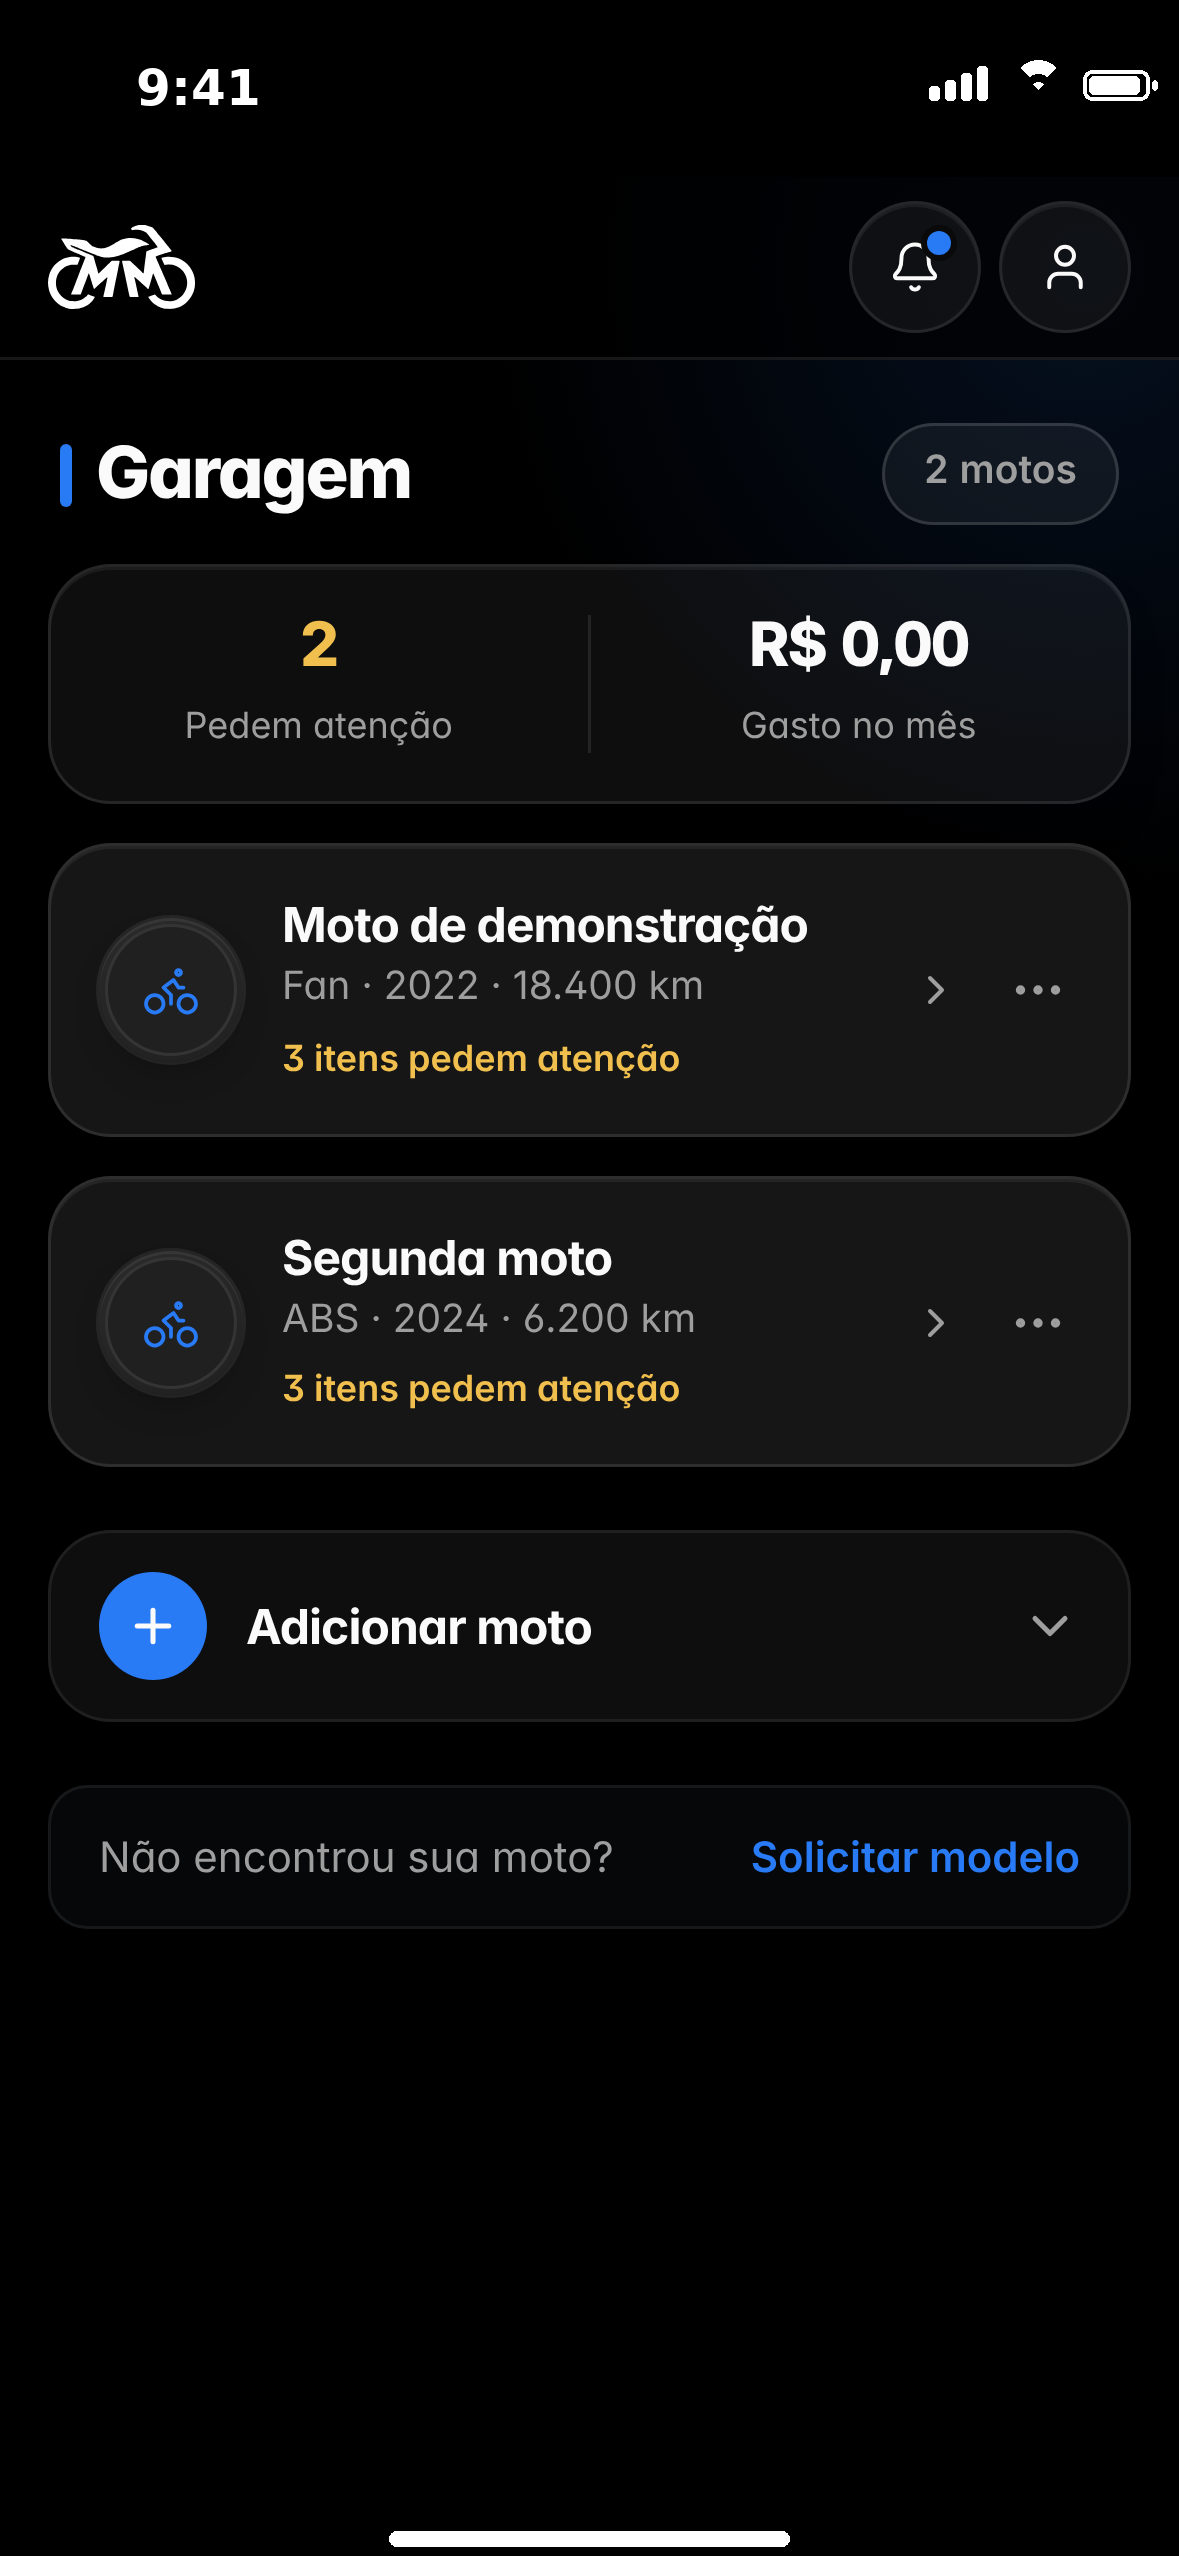 9:41
MM
Garagem
2 motos
2
Pedem atenção
R$ 0,00
Gasto no mês
Moto de demonstração
Fan · 2022 · 18.400 km
3 itens pedem atenção
Segunda moto
ABS · 2024 · 6.200 km
3 itens pedem atenção
Adicionar moto
Não encontrou sua moto?
Solicitar modelo